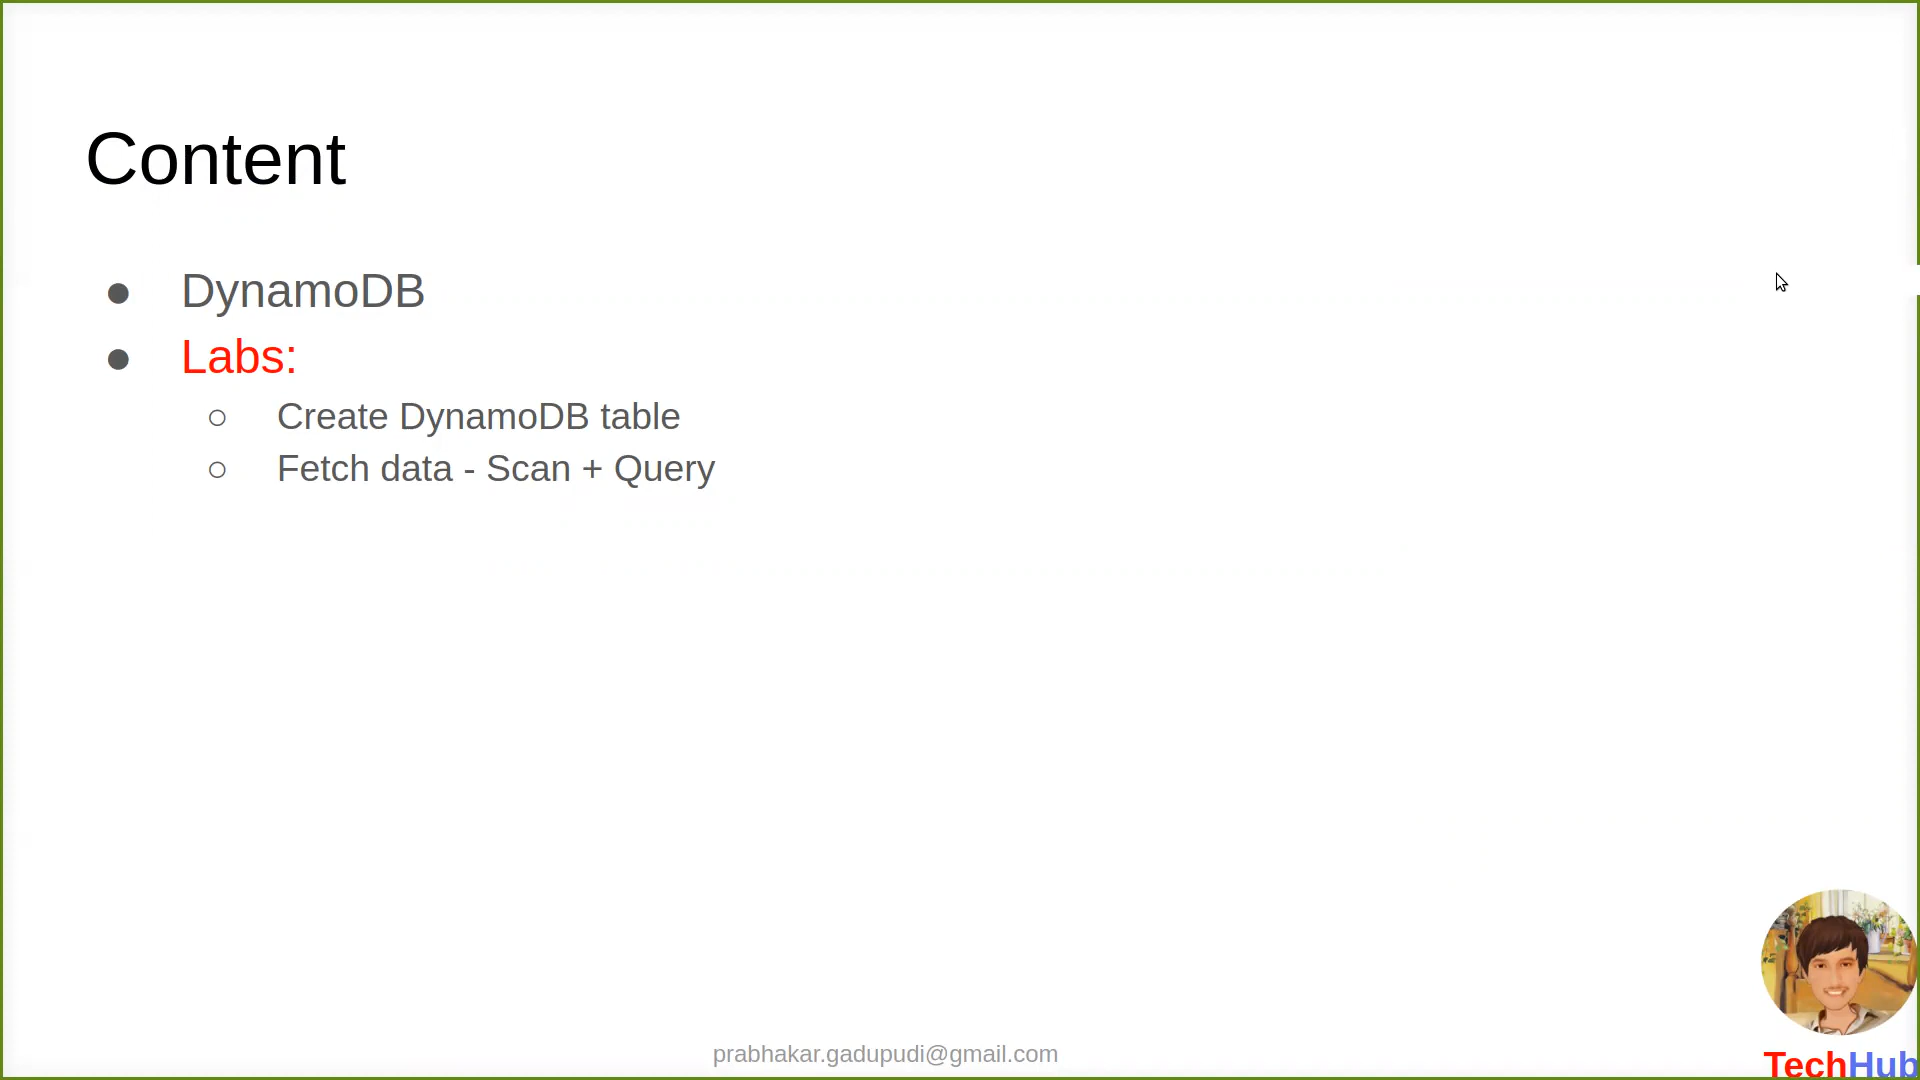 Content
● DynamoDB
● Labs:
○ Create DynamoDB table
○ Fetch data - Scan + Query
prabhakar.gadupudi@gmail.com
TechHub